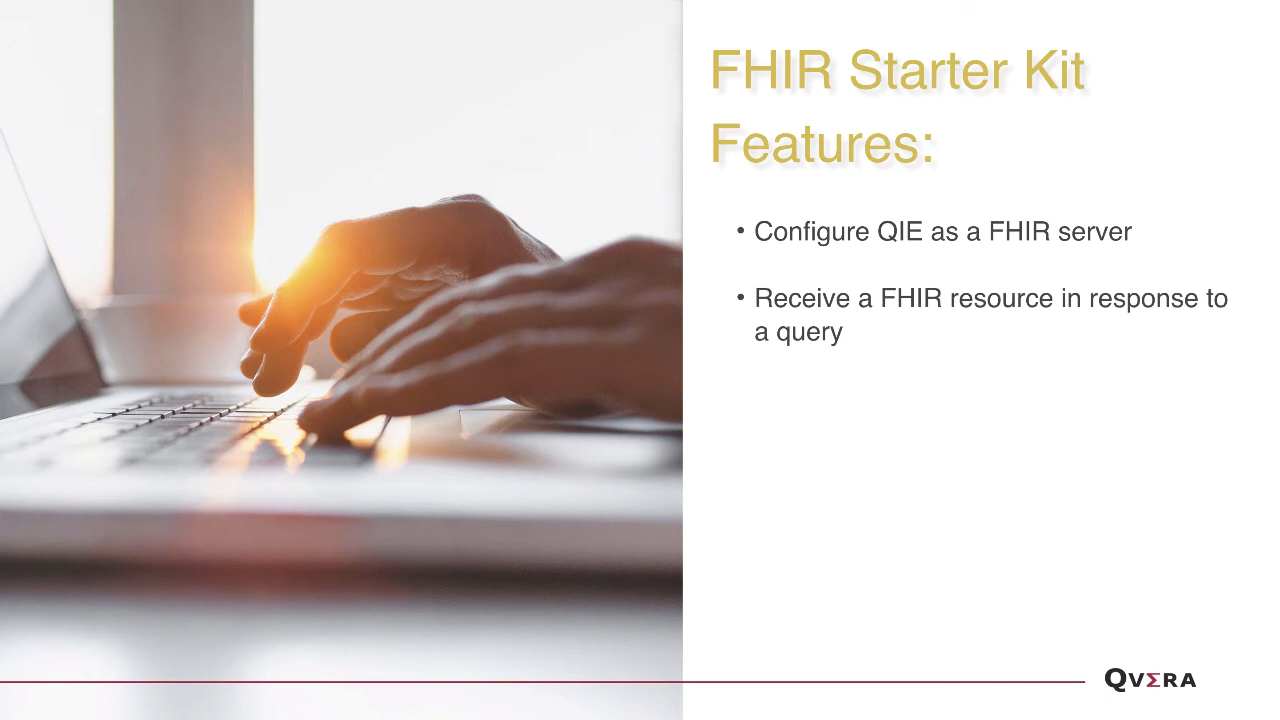 FHIR Starter Kit
Features:
• Configure QIE as a FHIR server
• Receive a FHIR resource in response to
a query
QVΣRA